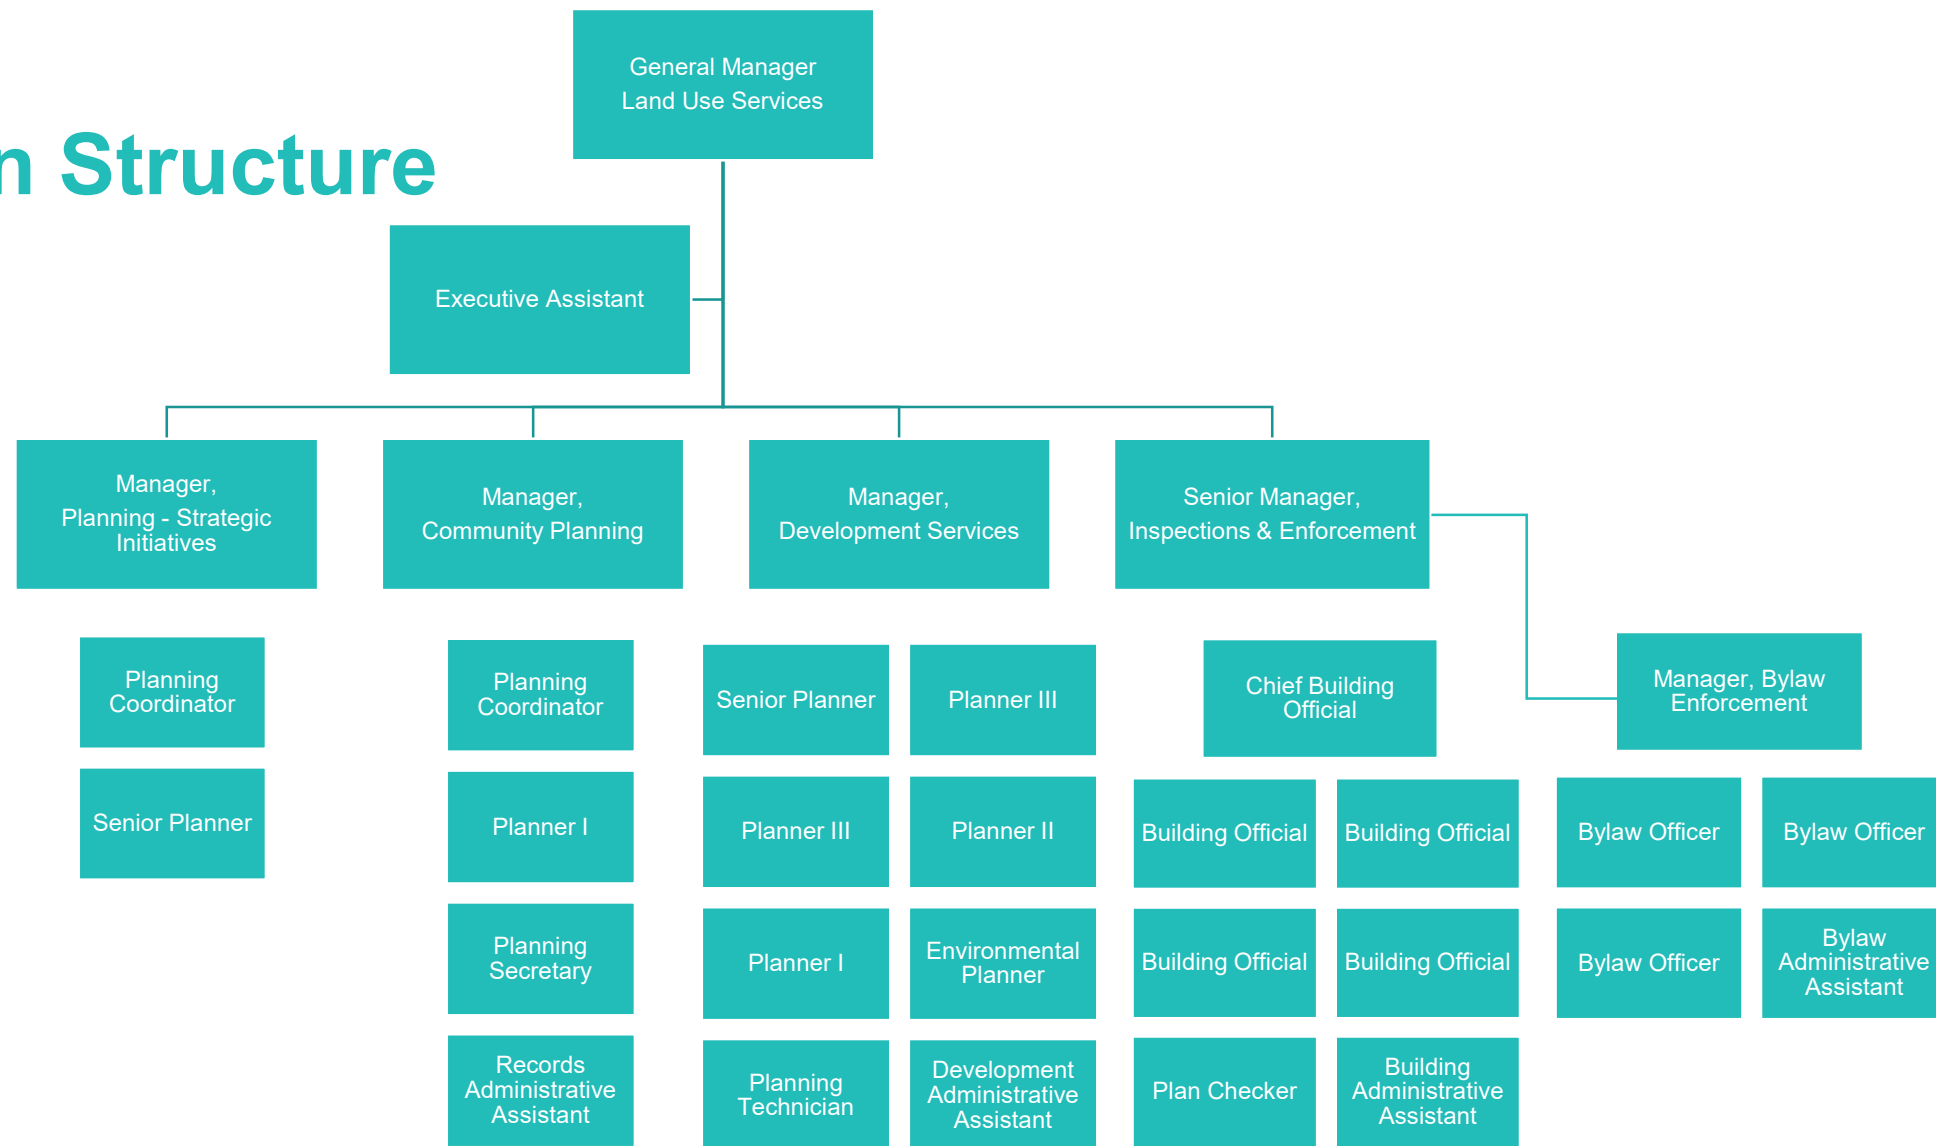 General Manager
Land Use Services
n Structure
Executive Assistant
Manager,
Planning - Strategic
Initiatives
Manager,
Community Planning
Manager,
Development Services
Senior Manager,
Inspections & Enforcement
Planning
Coordinator
Senior Planner
Planning
Coordinator
Planner I
Planning
Secretary
Records
Administrative
Assistant
Senior Planner
Planner III
Planner III
Planner II
Planner I
Environmental
Planner
Planning
Technician
Development
Administrative
Assistant
Chief Building
Official
Building Official
Building Official
Building Official
Building Official
Plan Checker
Building
Administrative
Assistant
Manager, Bylaw
Enforcement
Bylaw Officer
Bylaw Officer
Bylaw Officer
Bylaw
Administrative
Assistant